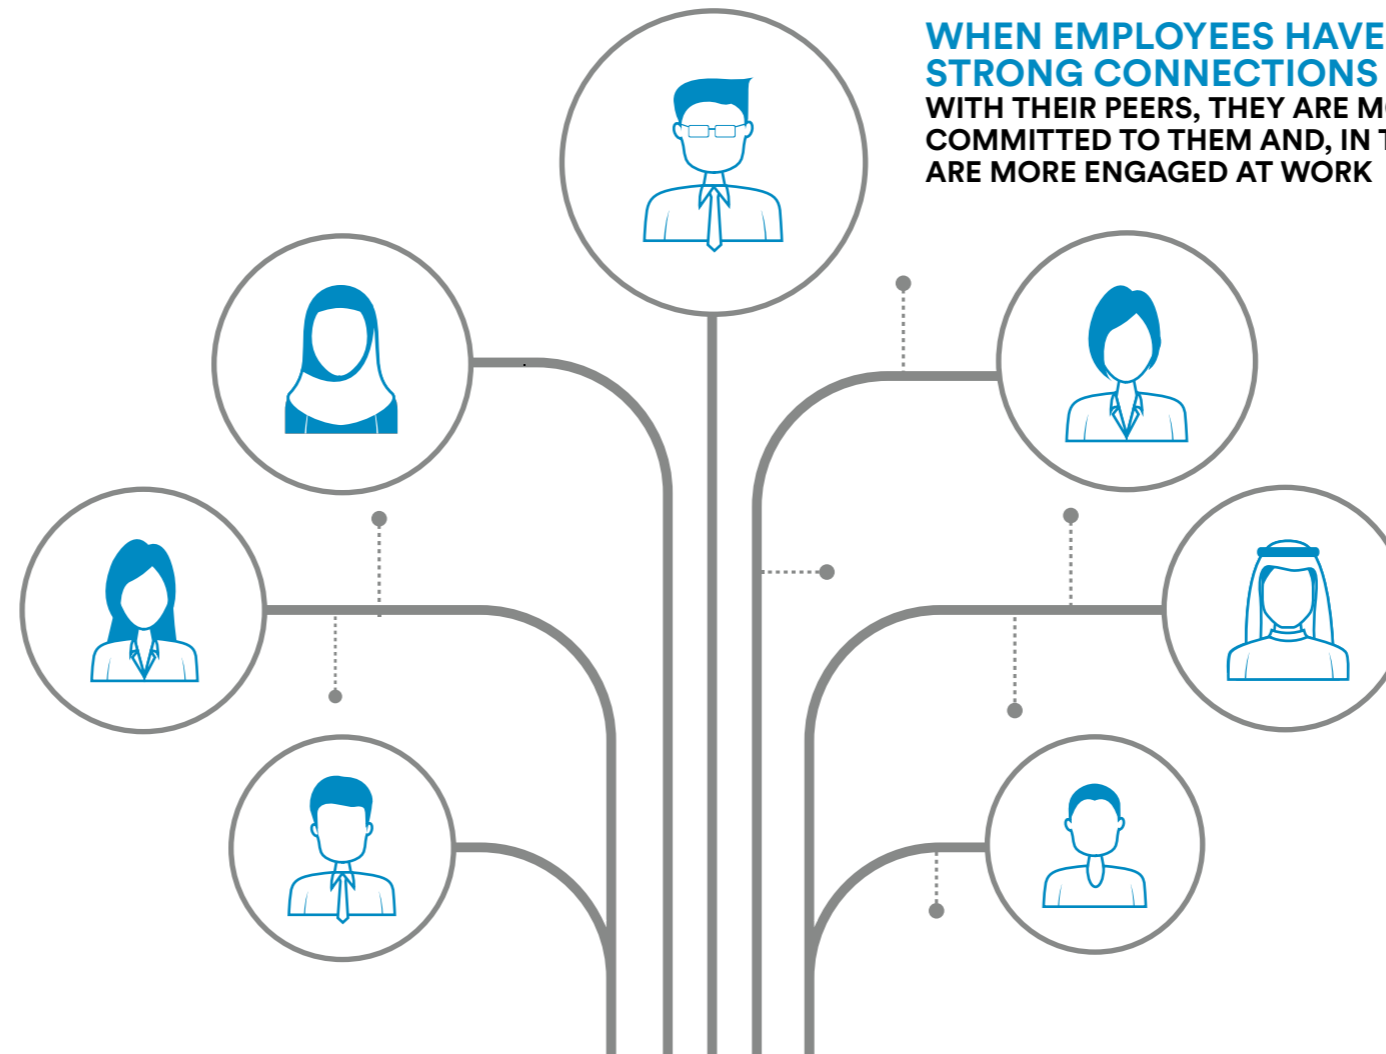 WHEN EMPLOYEES HAVE
STRONG CONNECTIONS
WITH THEIR PEERS, THEY ARE
COMMITTED TO THEM AND, IN
ARE MORE ENGAGED AT WORK